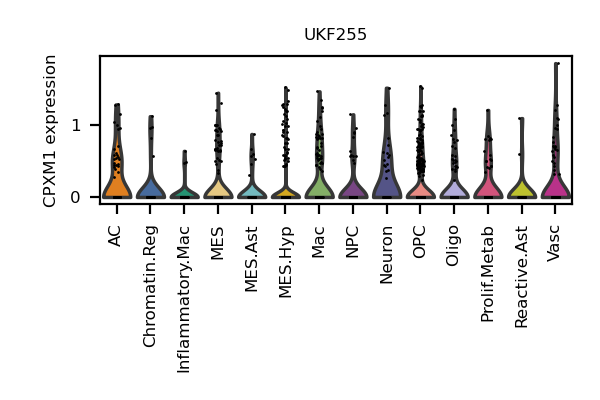 UKF255
CPXM1 expression
1
0
AC
Chromatin.Reg
Inflammatory.Mac
MES
MES.Ast
MES.Hyp
Mac
NPC
Neuron
OPC
Oligo
Prolif.Metab
Reactive.Ast
Vasc